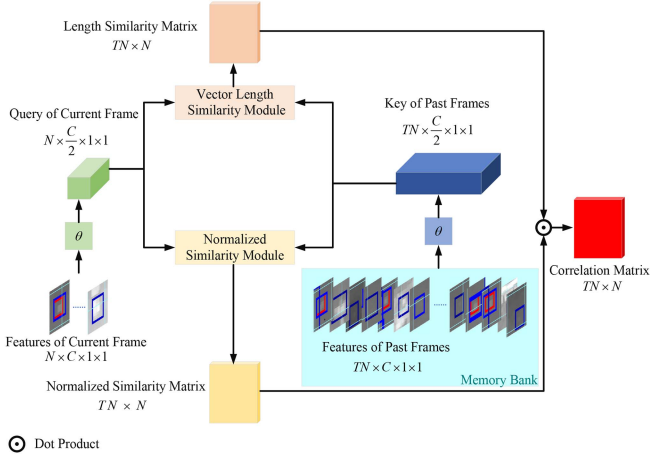 Length Similarity Matrix
TN × N
Vector Length
Similarity Module
Query of Current Frame
N × C/2 × 1 × 1
Key of Past Frames
TN × C/2 × 1 × 1
θ
θ
Normalized
Similarity Module
Correlation Matrix
TN × N
Features of Current Frame
N × C × 1 × 1
Features of Past Frames
TN × C × 1 × 1
Memory Bank
Normalized Similarity Matrix
TN × N
Dot Product